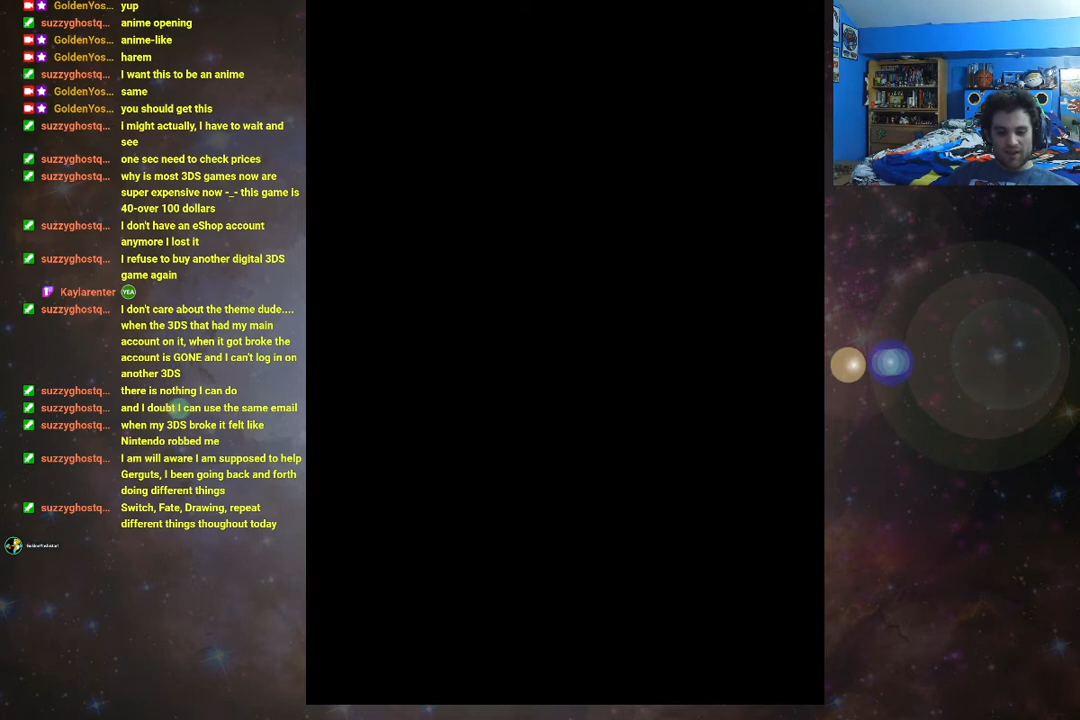 GoldenYos... yup
suzzyghostq... anime opening
GoldenYos... anime-like
GoldenYos... harem
suzzyghostq... I want this to be an anime
GoldenYos... same
GoldenYos... you should get this
suzzyghostq... i might actually, I have to wait and
see
suzzyghostq... one sec need to check prices
suzzyghostq... why is most 3DS games now are
super expensive now -_- this game is
40-over 100 dollars
suzzyghostq... I don't have an eShop account
anymore I lost it
suzzyghostq... I refuse to buy another digital 3DS
game again
Kaylarenter YEA
suzzyghostq... I don't care about the theme dude....
when the 3DS that had my main
account on it, when it got broke the
account is GONE and I can't log in on
another 3DS
suzzyghostq... there is nothing I can do
suzzyghostq... and I doubt I can use the same email
suzzyghostq... when my 3DS broke it felt like
Nintendo robbed me
suzzyghostq... I am will aware I am supposed to help
Gerguts, I been going back and forth
doing different things
suzzyghostq... Switch, Fate, Drawing, repeat
different things thoughout today